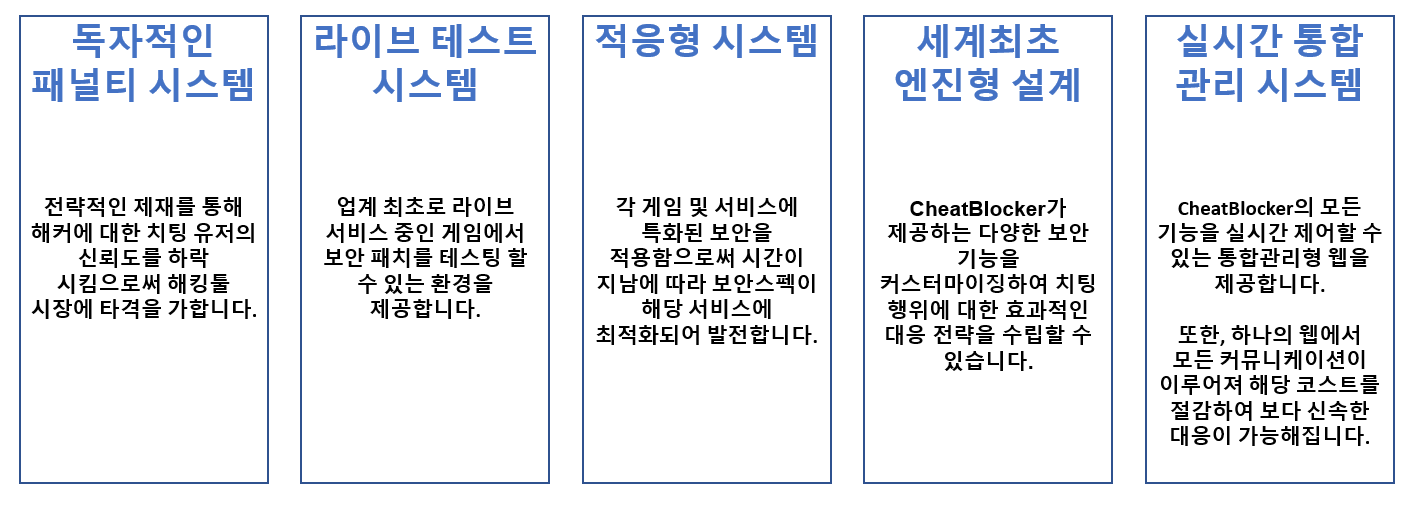 독자적인
패널티 시스템
전략적인 제재를 통해
해커에 대한 치팅 유저의
신뢰도를 하락
시킴으로써 해킹툴
시장에 타격을 가합니다.
라이브 테스트
시스템
업계 최초로 라이브
서비스 중인 게임에서
보안 패치를 테스팅 할
수 있는 환경을
제공합니다.
적응형 시스템
각 게임 및 서비스에
특화된 보안을
적용함으로써 시간이
지남에 따라 보안스펙이
해당 서비스에
최적화되어 발전합니다.
세계최초
엔진형 설계
CheatBlocker가
제공하는 다양한 보안
기능을
커스터마이징하여 치팅
행위에 대한 효과적인
대응 전략을 수립할 수
있습니다.
실시간 통합
관리 시스템
CheatBlocker의 모든
기능을 실시간 제어할 수
있는 통합관리형 웹을
제공합니다.
또한, 하나의 웹에서
모든 커뮤니케이션이
이루어져 해당 코스트를
절감하여 보다 신속한
대응이 가능해집니다.